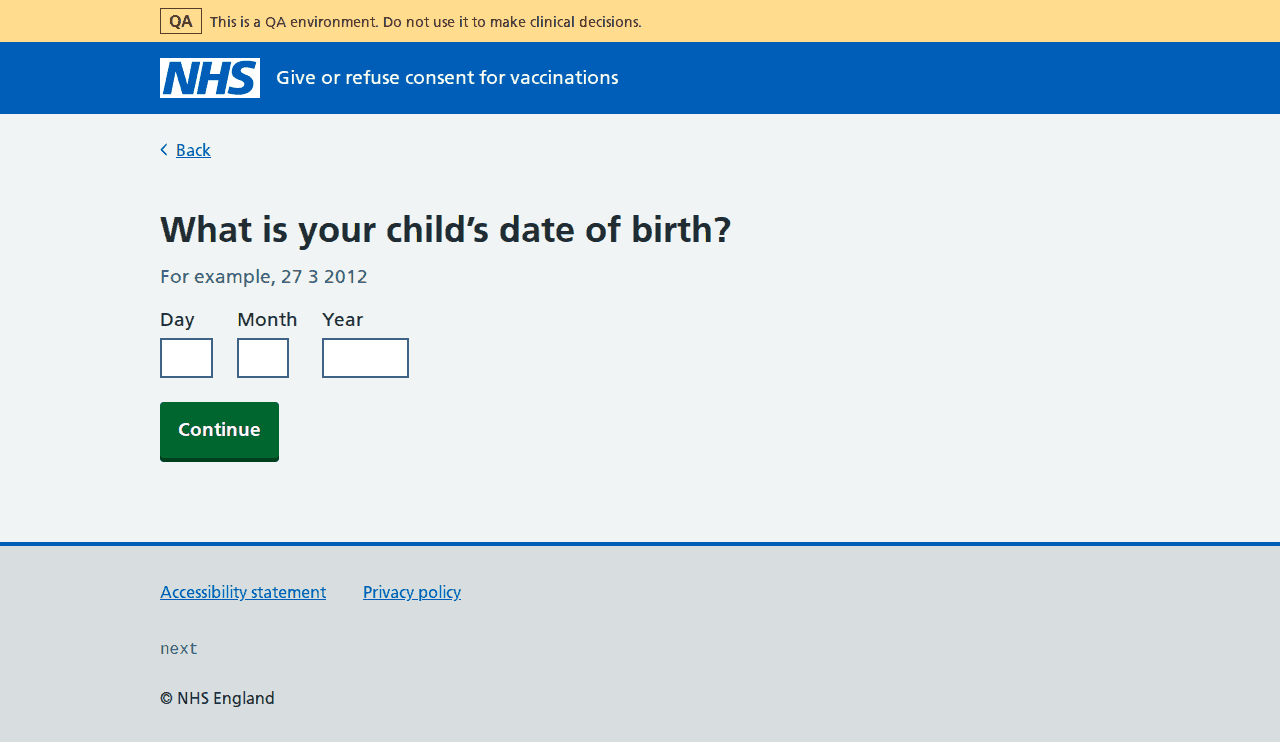 QA This is a QA environment. Do not use it to make clinical decisions.
NHS Give or refuse consent for vaccinations
Back
What is your child’s date of birth?
For example, 27 3 2012
Day Month Year
Continue
Accessibility statement Privacy policy
next
© NHS England